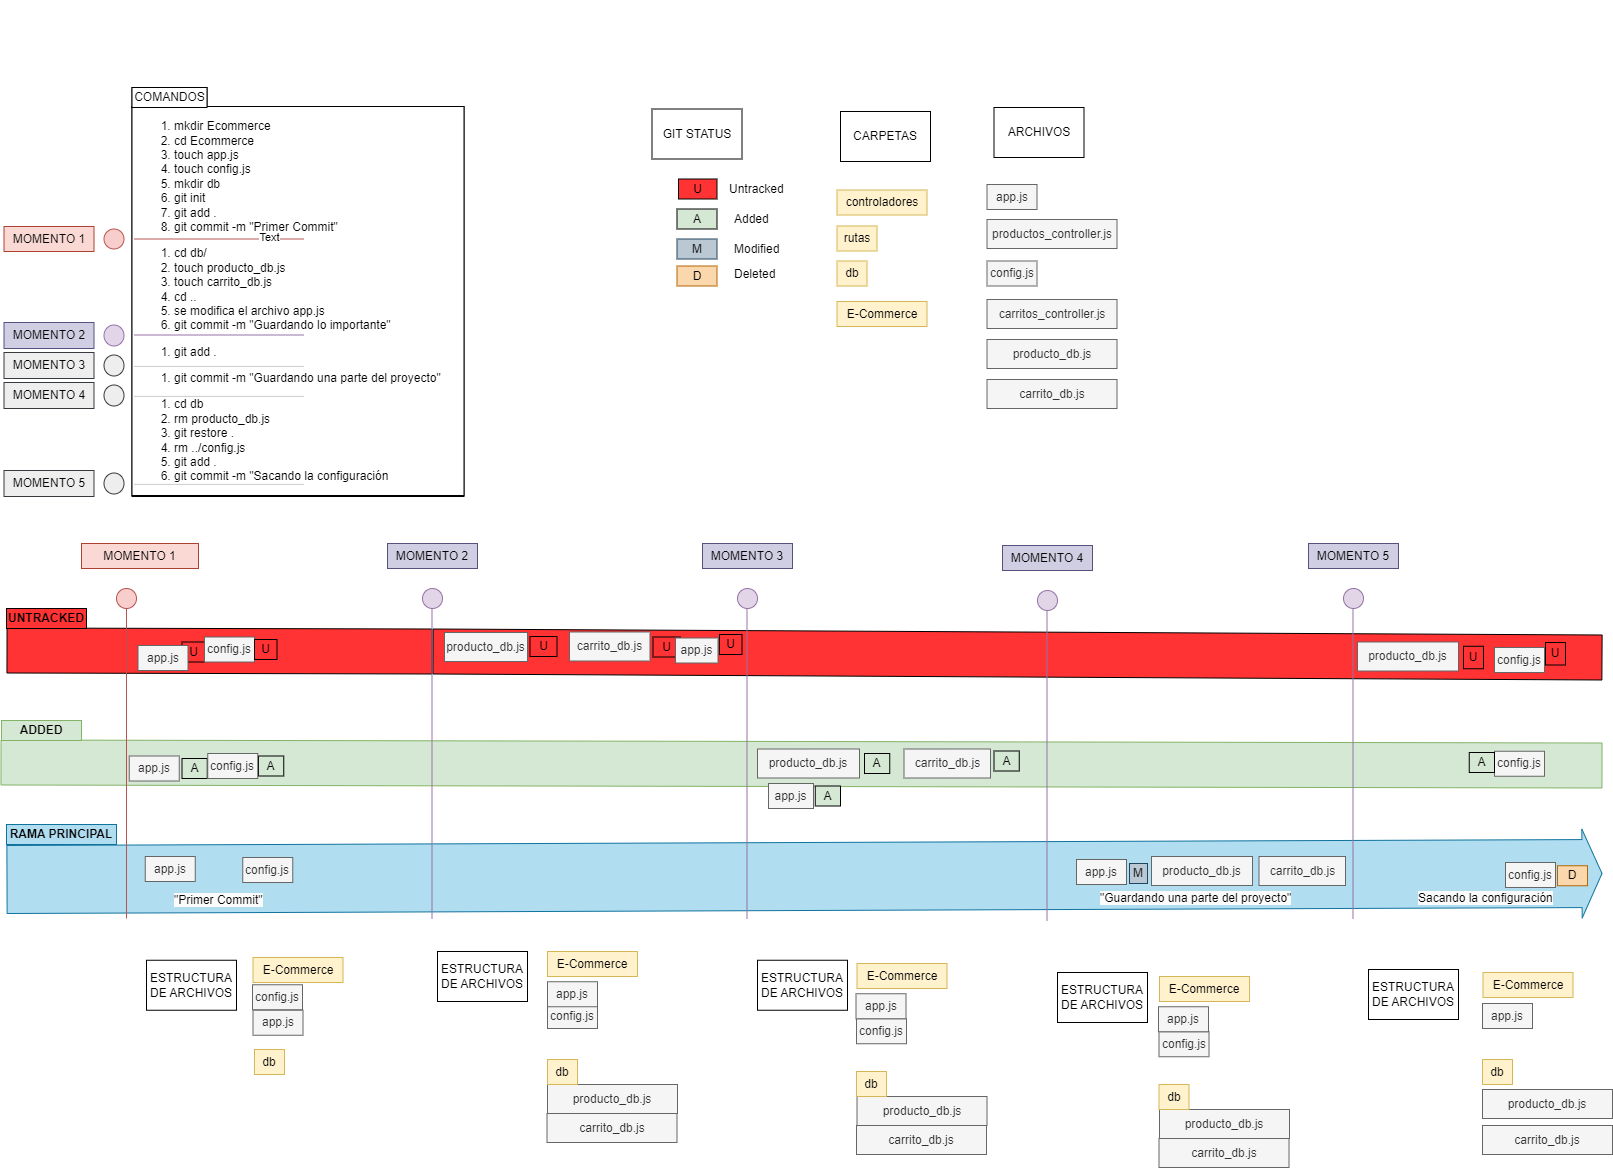 COMANDOS
1. mkdir Ecommerce
2. cd Ecommerce
3. touch app.js
4. touch config.js
5. mkdir db
6. git init
7. git add .
8. git commit -m "Primer Commit"
Text
1. cd db/
2. touch producto_db.js
3. touch carrito_db.js
4. cd ..
5. se modifica el archivo app.js
6. git commit -m "Guardando lo importante"
1. git add .
1. git commit -m "Guardando una parte del proyecto"
1. cd db
2. rm producto_db.js
3. git restore .
4. rm ../config.js
5. git add .
6. git commit -m "Sacando la configuración
MOMENTO 1
MOMENTO 2
MOMENTO 3
MOMENTO 4
MOMENTO 5
GIT STATUS
U Untracked
A Added
M Modified
D Deleted
CARPETAS
controladores
rutas
db
E-Commerce
ARCHIVOS
app.js
productos_controller.js
config.js
carritos_controller.js
producto_db.js
carrito_db.js
MOMENTO 1
MOMENTO 2
MOMENTO 3
MOMENTO 4
MOMENTO 5
UNTRACKED
app.js U config.js U
producto_db.js U carrito_db.js U app.js U
producto_db.js U config.js U
ADDED
app.js A config.js A
producto_db.js A carrito_db.js A
app.js A
A config.js
RAMA PRINCIPAL
app.js config.js
"Primer Commit"
app.js M producto_db.js carrito_db.js
"Guardando una parte del proyecto"
config.js D
Sacando la configuración
ESTRUCTURA
DE ARCHIVOS
E-Commerce
config.js
app.js
db
ESTRUCTURA
DE ARCHIVOS
E-Commerce
app.js
config.js
db
producto_db.js
carrito_db.js
ESTRUCTURA
DE ARCHIVOS
E-Commerce
app.js
config.js
db
producto_db.js
carrito_db.js
ESTRUCTURA
DE ARCHIVOS
E-Commerce
app.js
config.js
db
producto_db.js
carrito_db.js
ESTRUCTURA
DE ARCHIVOS
E-Commerce
app.js
db
producto_db.js
carrito_db.js